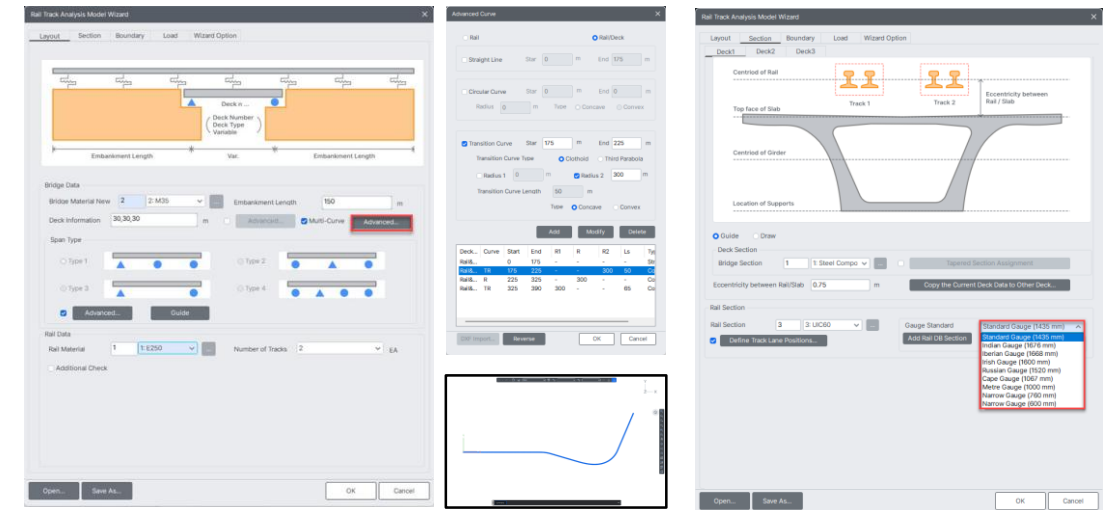 Rail Track Analysis Model Wizard
Layout Section Boundary Load Wizard Option
Deck n ...
Deck Number
Deck Type
Variable
Embankment Length Var. Embankment Length
Bridge Data
Bridge Material New 2 2: M35 ... Embankment Length 150 m
Deck Information 30,30,30 m Advanced... Multi-Curve Advanced...
Span Type
Type 1 Type 2
Type 3 Type 4
Advanced... Guide
Rail Data
Rail Material 1 1: E250 ... Number of Tracks 2 EA
Additional Check
Open... Save As... OK Cancel
Advanced Curve
Rail Rail/Deck
Straight Line Star 0 m End 175 m
Circular Curve Star 0 m End 0 m
Radius 0 m Type Concave Convex
Transition Curve Star 175 m End 225 m
Transition Curve Type Clothoid Third Parabola
Radius 1 0 m Radius 2 300 m
Transition Curve Length 50 m
Type Concave Convex
Add Modify Delete
Deck... Curve Start End R1 R R2 Ls Ty
Rail&... 0 175 - - - - Str
Rail&... TR 175 225 - - 300 50 Co
Rail&... R 225 325 - 300 - - Co
Rail&... TR 325 390 300 - - 65 Co
Import... Reverse OK Cancel
Rail Track Analysis Model Wizard
Layout Section Boundary Load Wizard Option
Deck1 Deck2 Deck3
Centriod of Rail
Track 1 Track 2
Eccentricity between
Rail / Slab
Top face of Slab
Centriod of Girder
Location of Supports
Guide Draw
Deck Section
Bridge Section 1 1: Steel Compo ... Tapered Section Assignment
Eccentricity between Rail/Slab 0.75 m Copy the Current Deck Data to Other Deck...
Rail Section
Rail Section 3 3: UIC60 ... Gauge Standard Standard Gauge (1435 mm)
Define Track Lane Positions... Add Rail DB Section
Standard Gauge (1435 mm)
Indian Gauge (1676 mm)
Iberian Gauge (1668 mm)
Irish Gauge (1600 mm)
Russian Gauge (1520 mm)
Cape Gauge (1067 mm)
Metre Gauge (1000 mm)
Narrow Gauge (760 mm)
Narrow Gauge (600 mm)
Open... Save As... OK Cancel